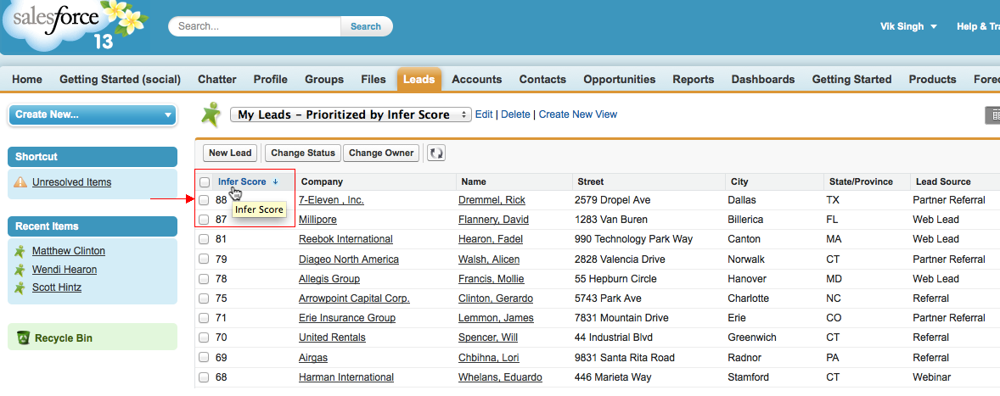 salesforce
13
Search...
Search
Vik Singh
Help & Tra
Home Getting Started (social) Chatter Profile Groups Files Leads Accounts Contacts Opportunities Reports Dashboards Getting Started Products Forec
Create New...
Shortcut
Unresolved Items
Recent Items
Matthew Clinton
Wendi Hearon
Scott Hintz
Recycle Bin
My Leads – Prioritized by Infer Score Edit | Delete | Create New View
New Lead Change Status Change Owner
Infer Score Company Name Street City State/Province Lead Source
88 7-Eleven , Inc. Dremmel, Rick 2579 Dropel Ave Dallas TX Partner Referral
Infer Score
87 Millipore Flannery, David 1283 Van Buren Billerica FL Web Lead
81 Reebok International Hearon, Fadel 990 Technology Park Way Canton MA Web Lead
79 Diageo North America Walsh, Alicen 2828 Valencia Drive Norwalk CT Partner Referral
78 Allegis Group Francis, Mollie 55 Hepburn Circle Hanover MD Web Lead
75 Arrowpoint Capital Corp. Clinton, Gerardo 5743 Park Ave Charlotte NC Referral
71 Erie Insurance Group Lemmon, James 7831 Mountain Drive Erie CO Partner Referral
70 United Rentals Spencer, Will 44 Industrial Blvd Greenwich CT Referral
69 Airgas Chbihna, Lori 9831 Santa Rita Road Radnor PA Referral
68 Harman International Whelans, Eduardo 446 Marieta Way Stamford CT Webinar